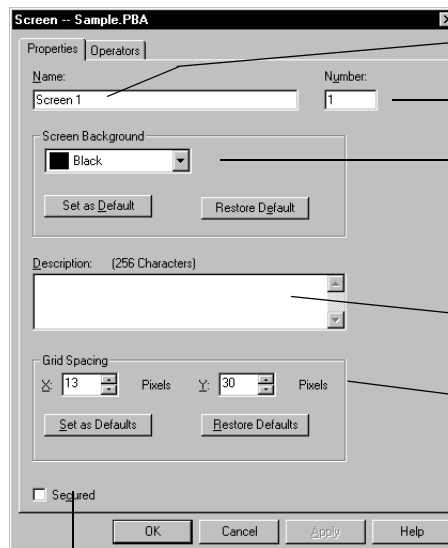 Screen -- Sample.PBA
Properties Operators
Name: Number:
Screen 1 1
Screen Background
Black
Set as Default Restore Default
Description: (256 Characters)
Grid Spacing
X: 13 Pixels Y: 30 Pixels
Set as Defaults Restore Defaults
Secured
OK Cancel Apply Help